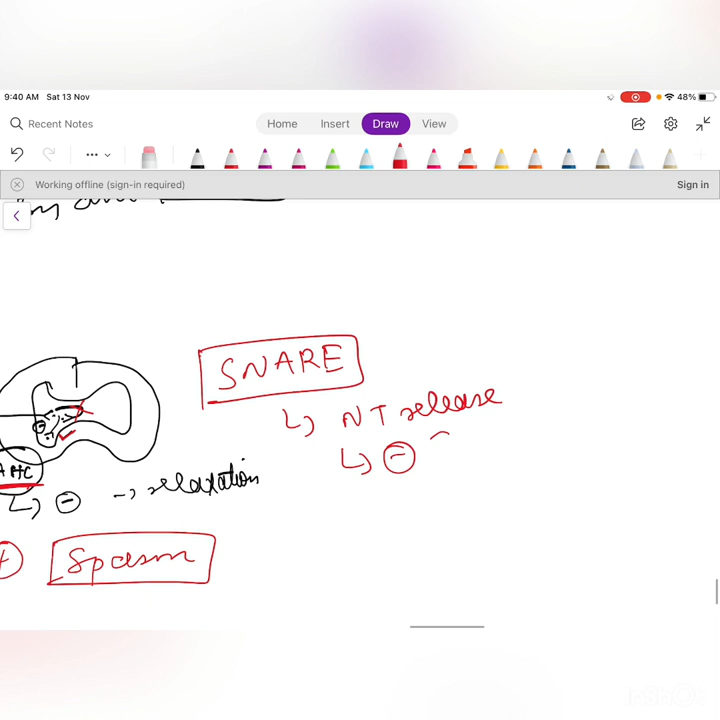 9:40 AM Sat 13 Nov 48%
Recent Notes Home Insert Draw View
Working offline (sign-in required) Sign in
SNARE
NT release
AHC
relaxation
Spasm